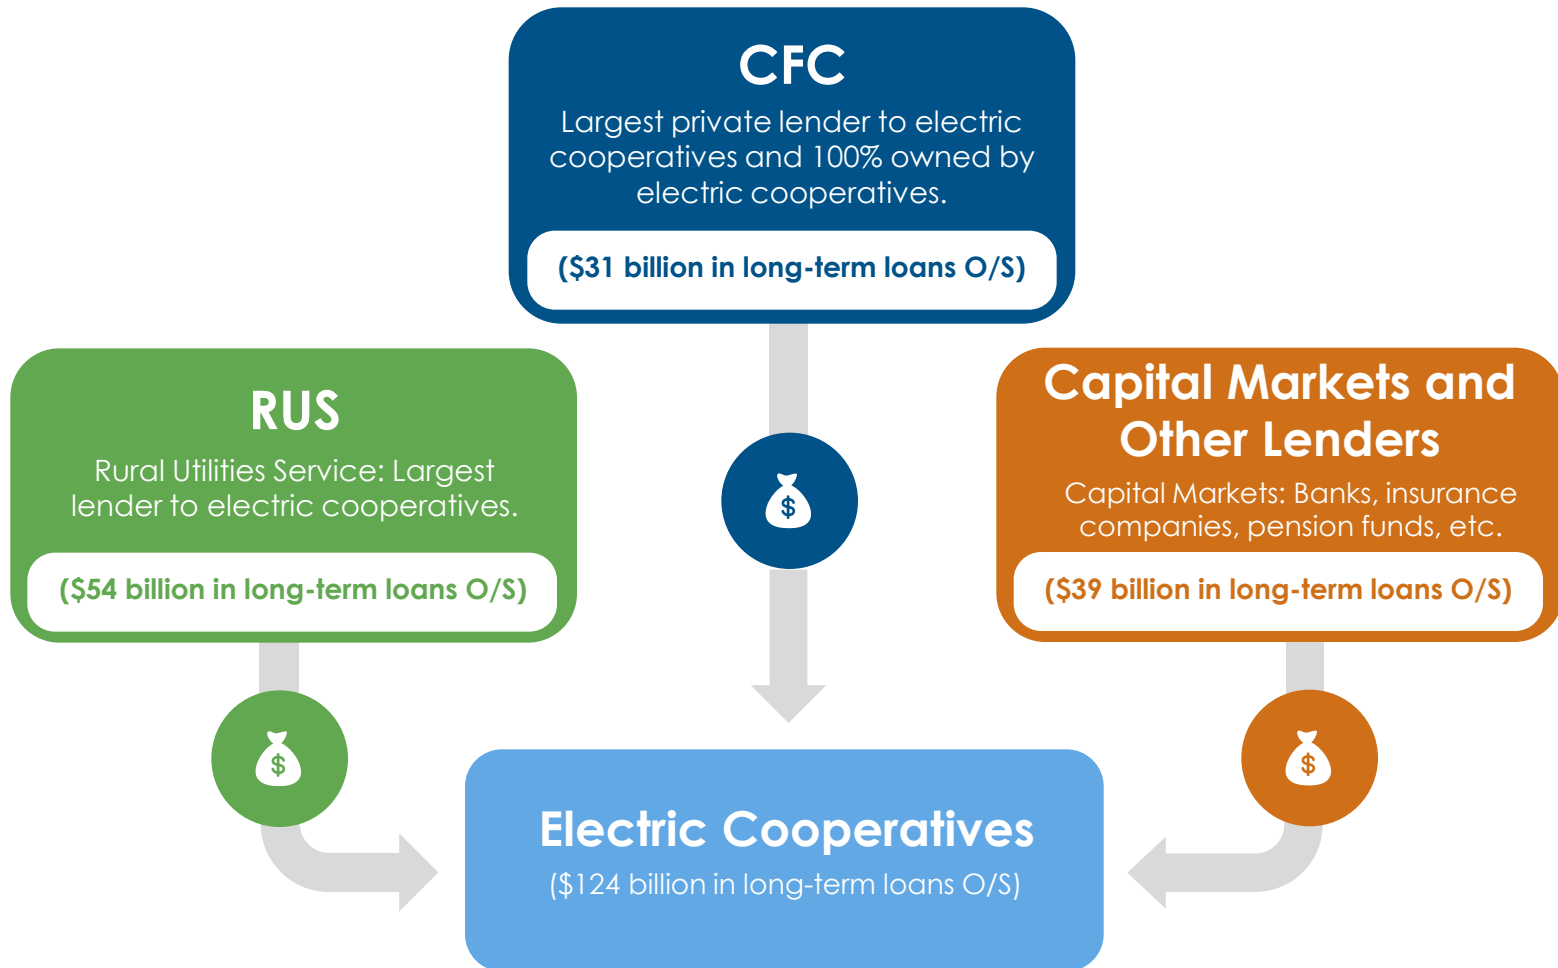 CFC
Largest private lender to electric
cooperatives and 100% owned by
electric cooperatives.
($31 billion in long-term loans O/S)
RUS
Rural Utilities Service: Largest
lender to electric cooperatives.
($54 billion in long-term loans O/S)
$
Capital Markets and
Other Lenders
Capital Markets: Banks, insurance
companies, pension funds, etc.
($39 billion in long-term loans O/S)
$
$
Electric Cooperatives
($124 billion in long-term loans O/S)